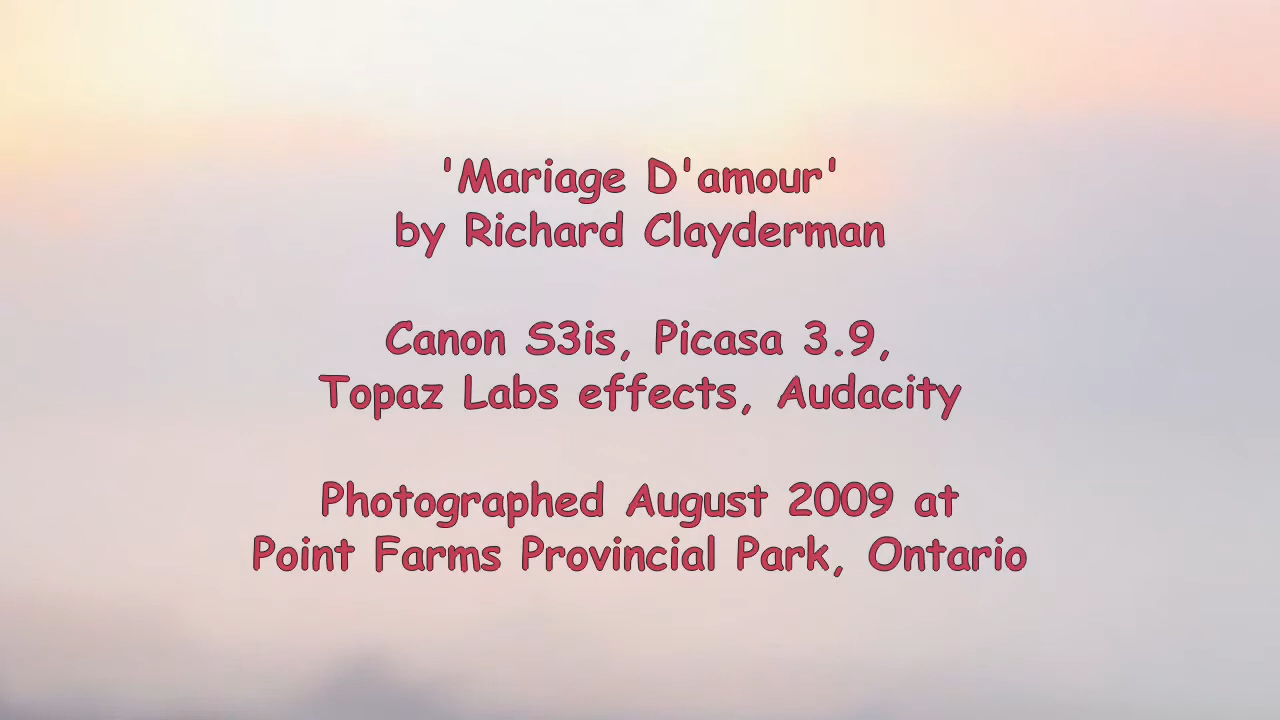 'Mariage D'amour'
by Richard Clayderman
Canon S3is, Picasa 3.9,
Topaz Labs effects, Audacity
Photographed August 2009 at
Point Farms Provincial Park, Ontario